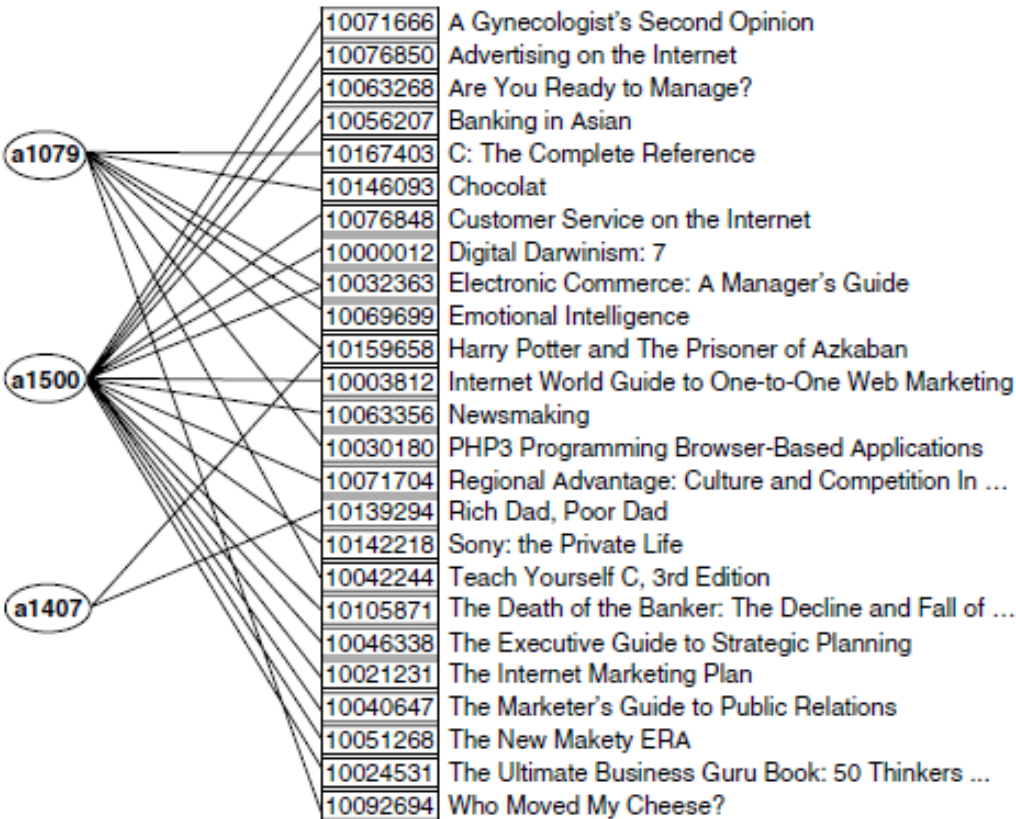 10071666 A Gynecologist's Second Opinion
10076850 Advertising on the Internet
10063268 Are You Ready to Manage?
10056207 Banking in Asian
a1079
10167403 C: The Complete Reference
10146093 Chocolat
10076848 Customer Service on the Internet
10000012 Digital Darwinism: 7
10032363 Electronic Commerce: A Manager's Guide
10069699 Emotional Intelligence
10159658 Harry Potter and The Prisoner of Azkaban
a1500
10003812 Internet World Guide to One-to-One Web Marketing
10063356 Newsmaking
10030180 PHP3 Programming Browser-Based Applications
10071704 Regional Advantage: Culture and Competition In ...
10139294 Rich Dad, Poor Dad
10142218 Sony: the Private Life
10042244 Teach Yourself C, 3rd Edition
a1407
10105871 The Death of the Banker: The Decline and Fall of ...
10046338 The Executive Guide to Strategic Planning
10021231 The Internet Marketing Plan
10040647 The Marketer's Guide to Public Relations
10051268 The New Makety ERA
10024531 The Ultimate Business Guru Book: 50 Thinkers ...
10092694 Who Moved My Cheese?